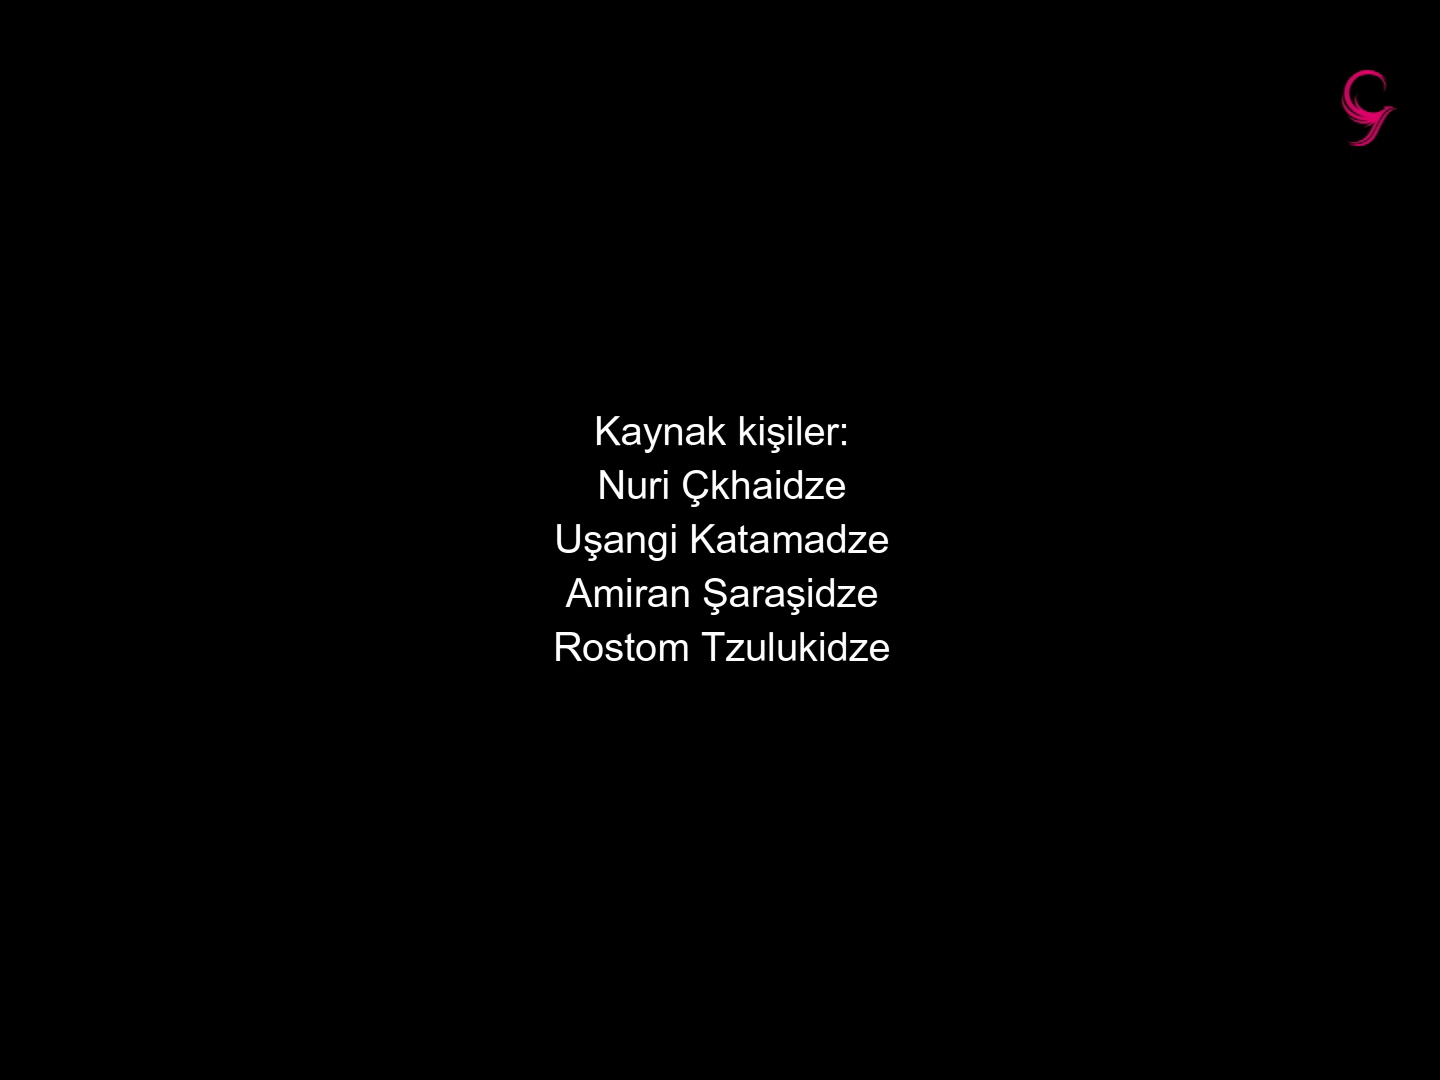 Kaynak kişiler:
Nuri Çkhaidze
Uşangi Katamadze
Amiran Şaraşidze
Rostom Tzulukidze